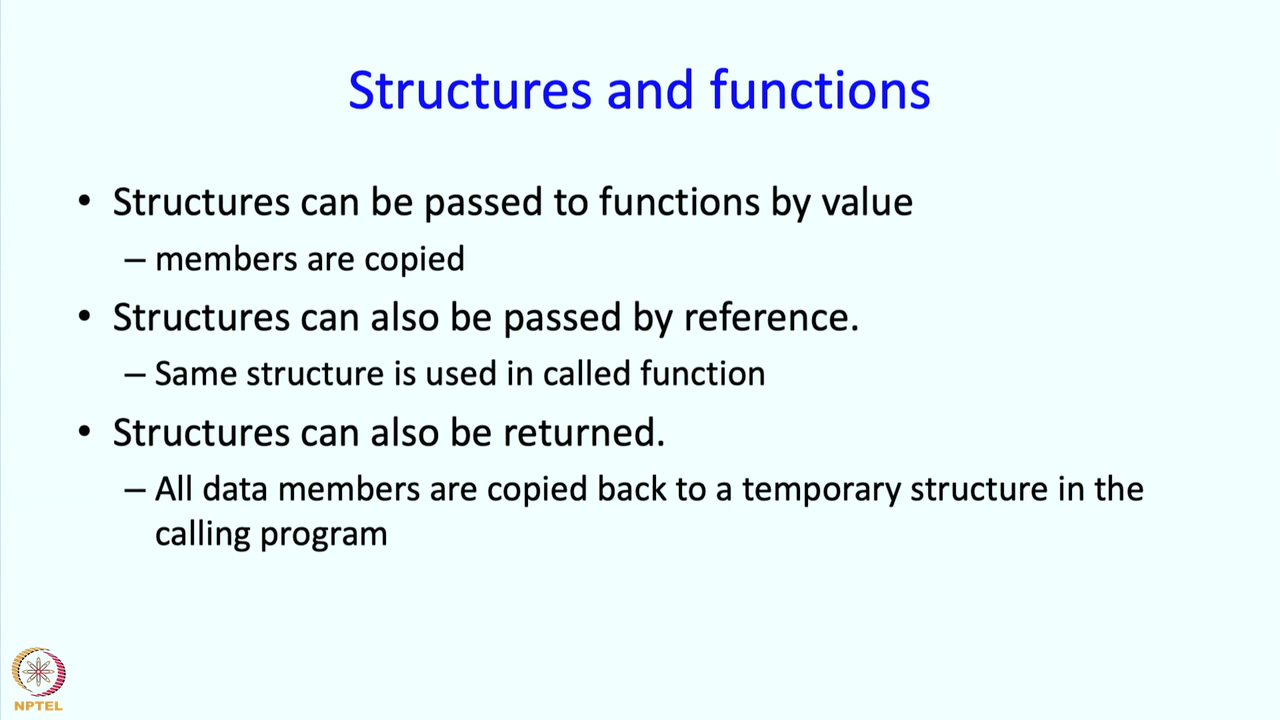 Structures and functions
• Structures can be passed to functions by value
– members are copied
• Structures can also be passed by reference.
– Same structure is used in called function
• Structures can also be returned.
– All data members are copied back to a temporary structure in the
calling program
NPTEL